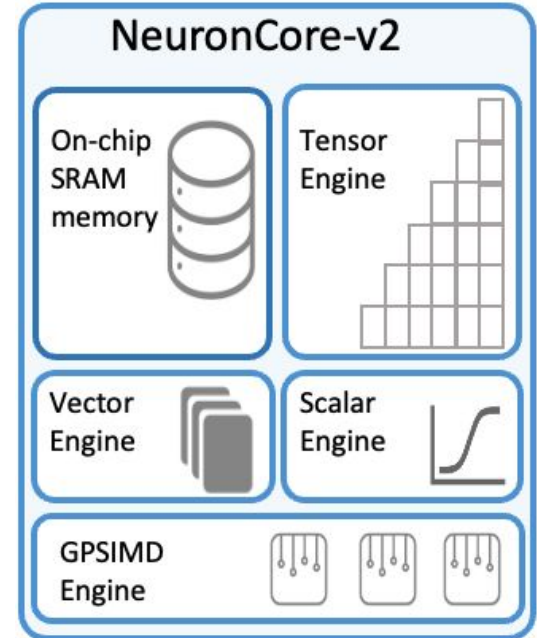 NeuronCore-v2
On-chip
SRAM
memory
Tensor
Engine
Vector
Engine
Scalar
Engine
GPSIMD
Engine